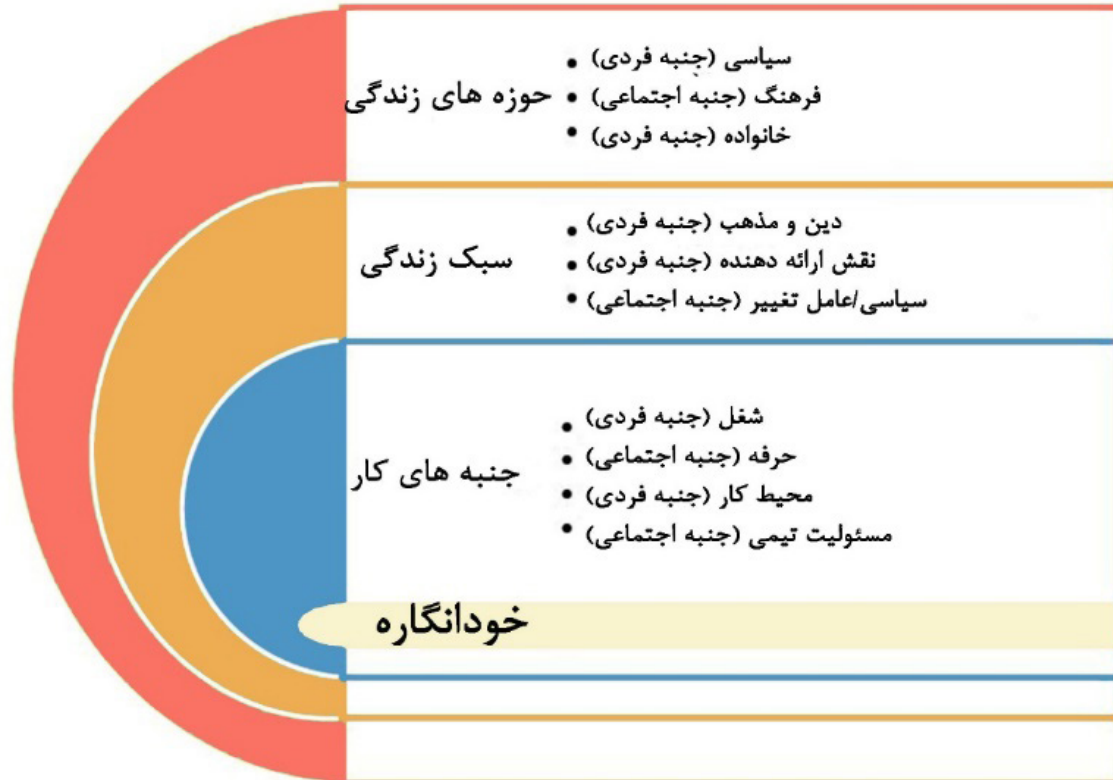 حوزه های زندگی
سیاسی (جنبه فردی)
فرهنگ (جنبه اجتماعی)
خانواده (جنبه فردی)
سبک زندگی
دین و مذهب (جنبه فردی)
نقش ارائه دهنده (جنبه فردی)
سیاسی/عامل تغییر (جنبه اجتماعی)
جنبه های کار
شغل (جنبه فردی)
حرفه (جنبه اجتماعی)
محیط کار (جنبه فردی)
مسئولیت تیمی (جنبه اجتماعی)
خودانگاره